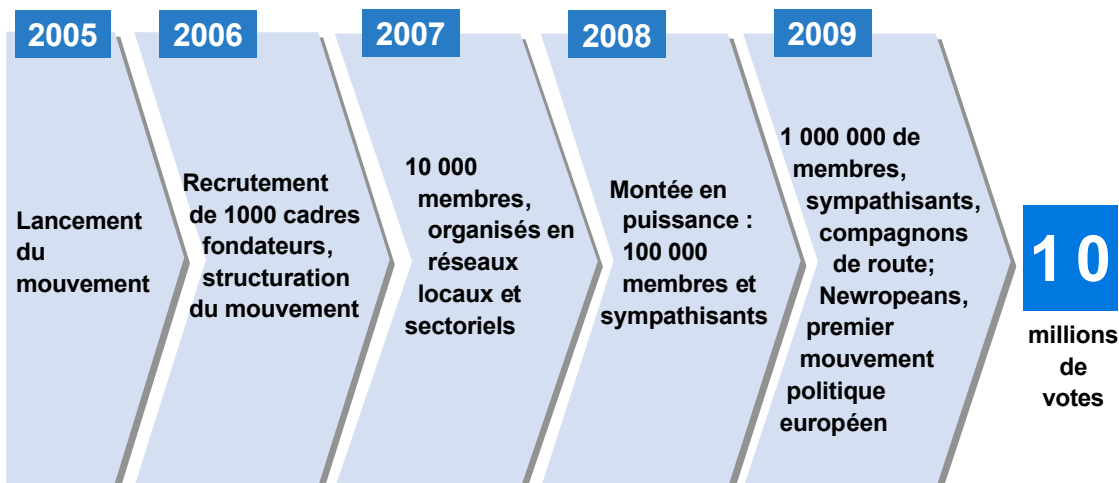 2005
Lancement
du
mouvement
2006
Recrutement
de 1000 cadres
fondateurs,
structuration
du mouvement
2007
10 000
membres,
organisés en
réseaux
locaux et
sectoriels
2008
Montée en
puissance :
100 000
membres et
sympathisants
2009
1 000 000 de
membres,
sympathisants,
compagnons
de route;
Newropeans,
premier
mouvement
politique
européen
10
millions
de
votes